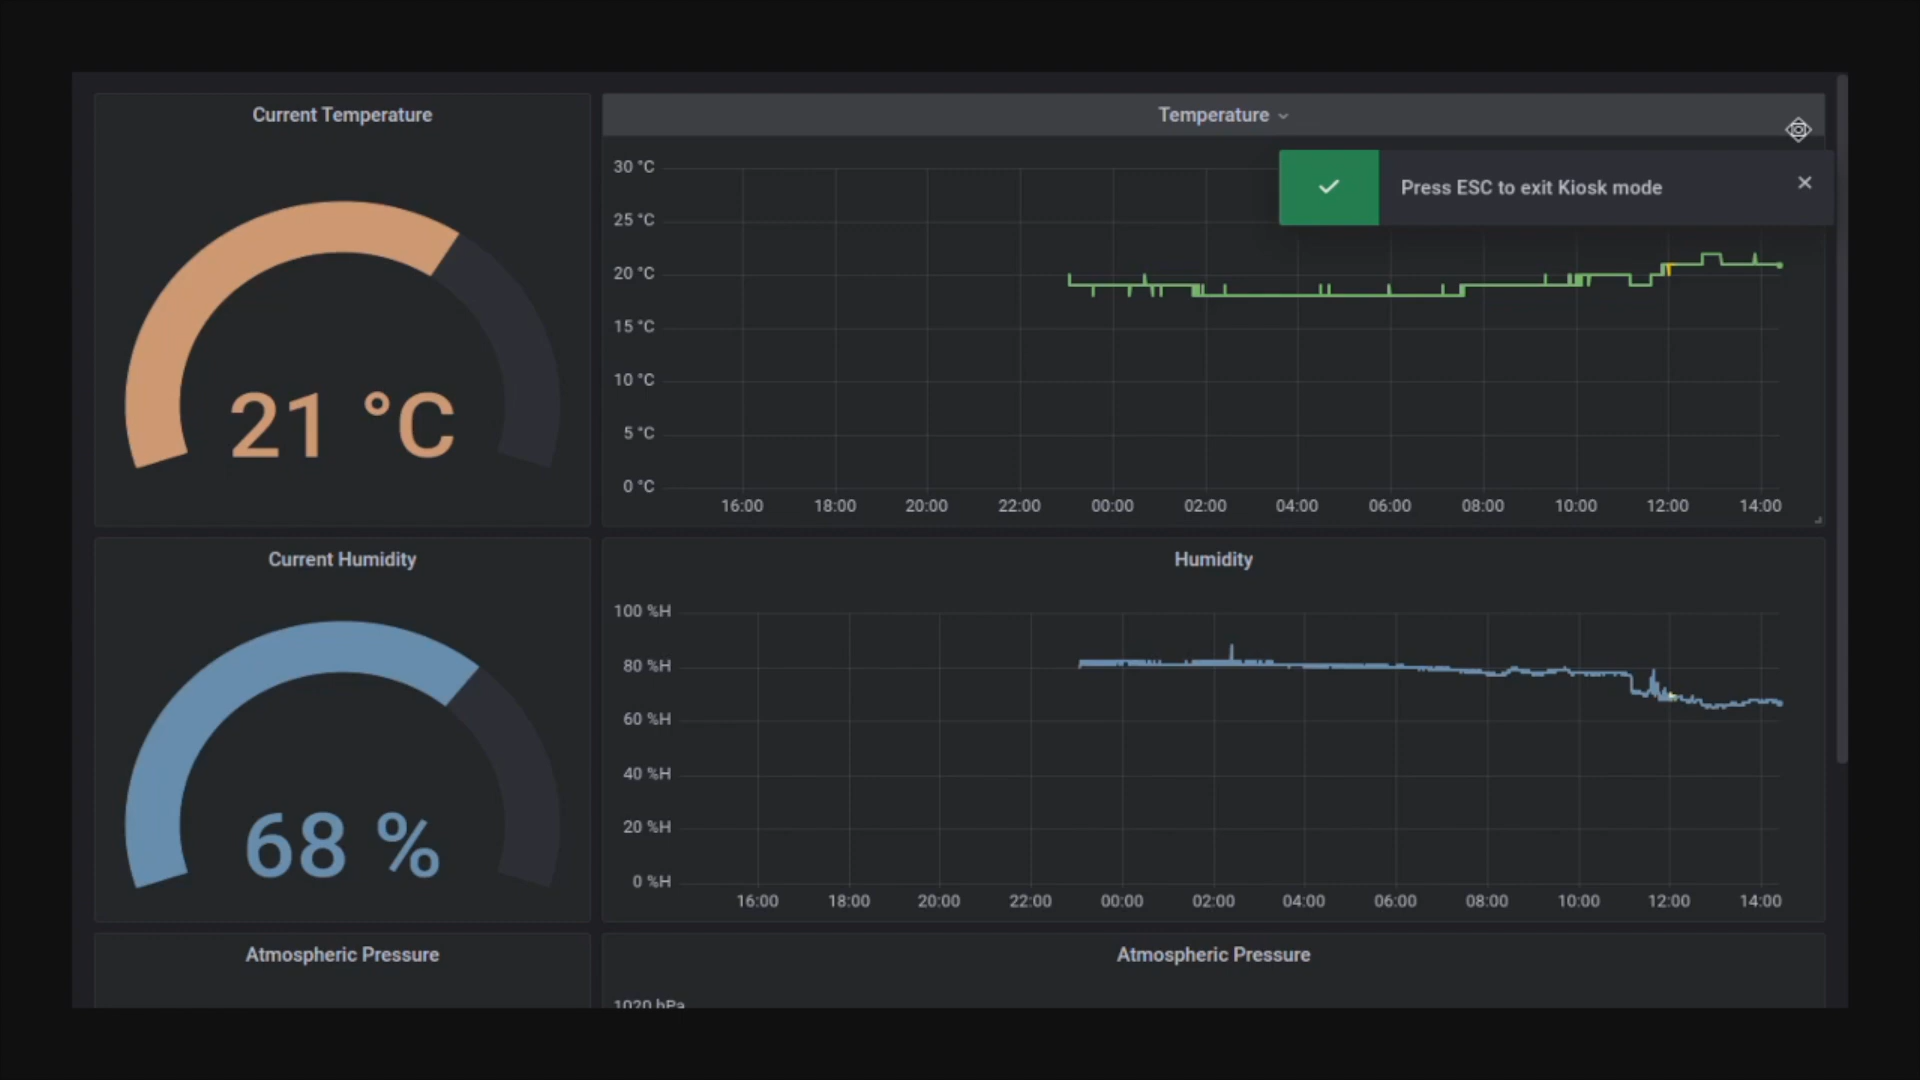 Current Temperature
21 °C
Temperature
Press ESC to exit Kiosk mode
30 °C
25 °C
20 °C
15 °C
10 °C
5 °C
0 °C
16:00 18:00 20:00 22:00 00:00 02:00 04:00 06:00 08:00 10:00 12:00 14:00
Current Humidity
68 %
Humidity
100 %H
80 %H
60 %H
40 %H
20 %H
0 %H
16:00 18:00 20:00 22:00 00:00 02:00 04:00 06:00 08:00 10:00 12:00 14:00
Atmospheric Pressure
Atmospheric Pressure
1020 hPa